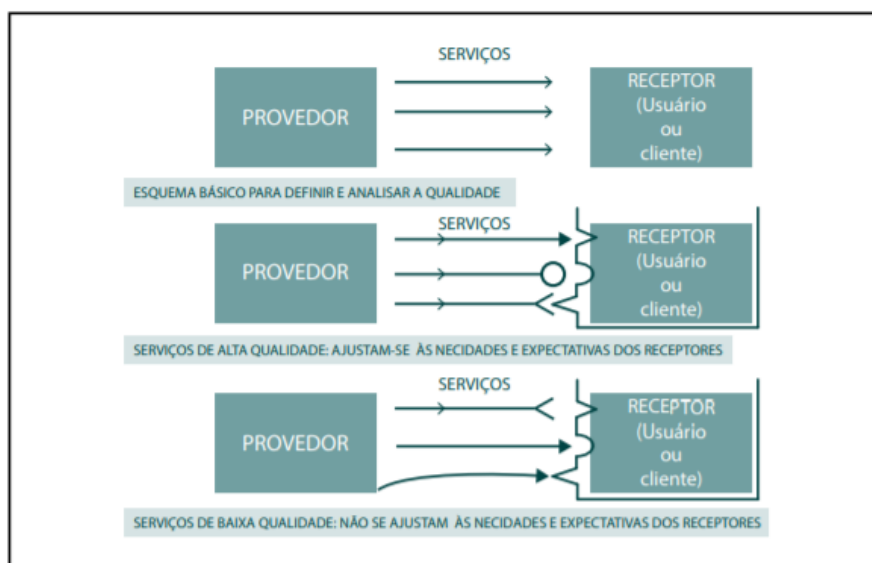 SERVIÇOS
PROVEDOR
RECEPTOR
(Usuário
ou
cliente)
ESQUEMA BÁSICO PARA DEFINIR E ANALISAR A QUALIDADE
SERVIÇOS
PROVEDOR
RECEPTOR
(Usuário
ou
cliente)
SERVIÇOS DE ALTA QUALIDADE: AJUSTAM-SE ÀS NECIDADES E EXPECTATIVAS DOS RECEPTORES
SERVIÇOS
PROVEDOR
RECEPTOR
(Usuário
ou
cliente)
SERVIÇOS DE BAIXA QUALIDADE: NÃO SE AJUSTAM ÀS NECIDADES E EXPECTATIVAS DOS RECEPTORES